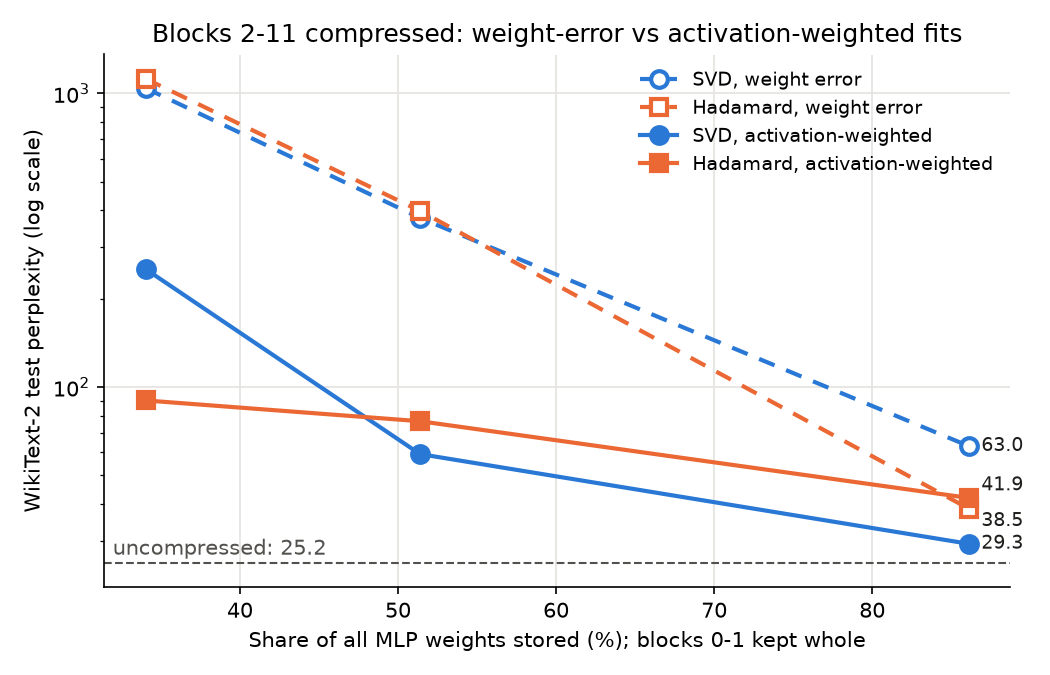 Blocks 2-11 compressed: weight-error vs activation-weighted fits
WikiText-2 test perplexity (log scale)
10³
10²
SVD, weight error
Hadamard, weight error
SVD, activation-weighted
Hadamard, activation-weighted
63.0
41.9
38.5
29.3
uncompressed: 25.2
40
50
60
70
80
Share of all MLP weights stored (%); blocks 0-1 kept whole